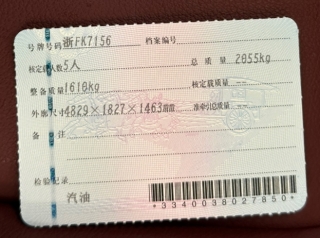 号牌号码 浙FK7156 档案编号
核定载人数 5人 总质量 2055kg
整备质量 1610kg 核定载质量 --
外廓尺寸 4829×1827×1463mm 准牵引总质量 --
备注
检验记录
汽油
*3340038027850*